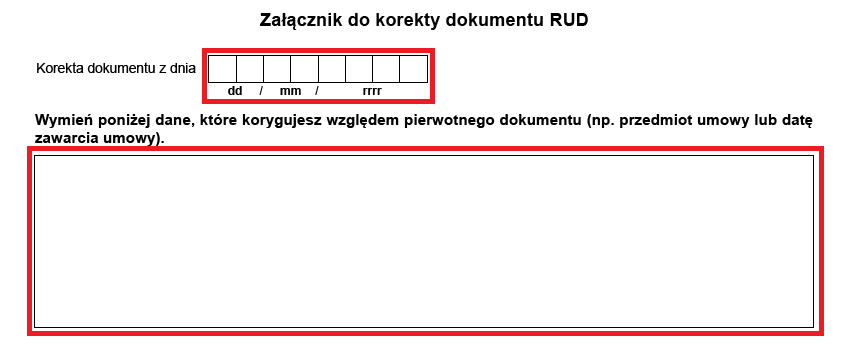 Załącznik do korekty dokumentu RUD
Korekta dokumentu z dnia
dd / mm / rrrr
Wymień poniżej dane, które korygujesz względem pierwotnego dokumentu (np. przedmiot umowy lub datę
zawarcia umowy).